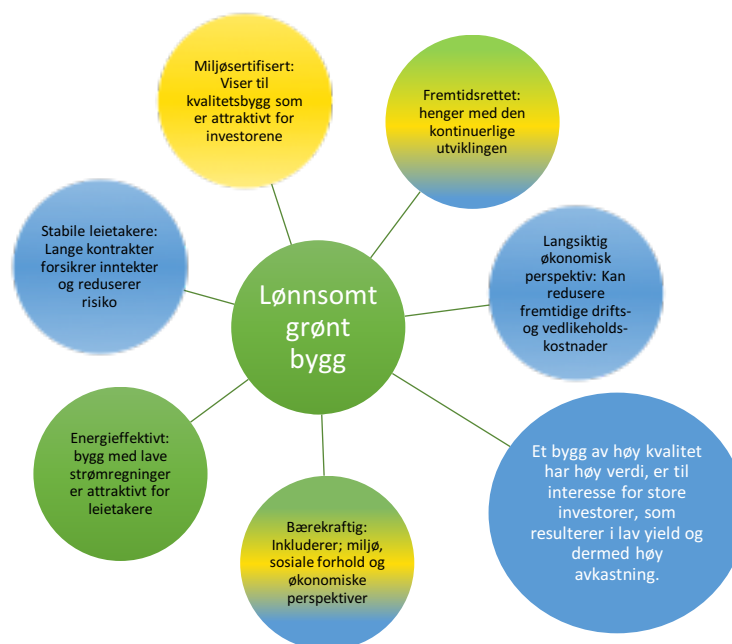 Miljøsertifisert:
Viser til
kvalitetsbygg som
er attraktivt for
investorene
Fremtidsrettet:
henger med den
kontinuerlige
utviklingen
Stabile leietakere:
Lange kontrakter
forsikrer inntekter
og reduserer
risiko
Lønnsomt
grønt
bygg
Langsiktig
økonomisk
perspektiv: Kan
redusere
fremtidige drifts-
og vedlikeholds-
kostnader
Energieffektivt:
bygg med lave
strømregninger
er attraktivt for
leietakere
Bærekraftig:
Inkluderer; miljø,
sosiale forhold og
økonomiske
perspektiver
Et bygg av høy kvalitet
har høy verdi, er til
interesse for store
investorer, som
resulterer i lav yield og
dermed høy
avkastning.